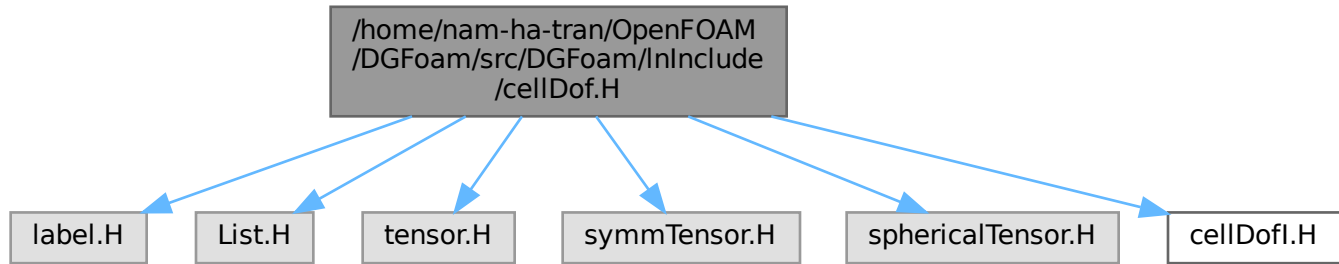 /home/nam-ha-tran/OpenFOAM
/DGFoam/src/DGFoam/lnInclude
/cellDof.H
label.H
List.H
tensor.H
symmTensor.H
sphericalTensor.H
cellDofI.H